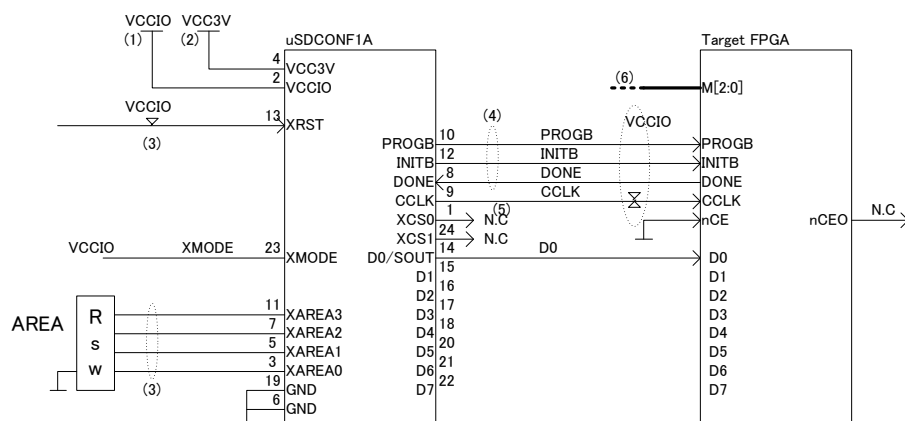 VCCIO VCC3V
(1) (2)
uSDCONF1A
Target FPGA
4 VCC3V
2 VCCIO
(6) M[2:0]
VCCIO
13 XRST
(3)
(4)
VCCIO
PROGB 10 PROGB PROGB
INITB 12 INITB INITB
DONE 8 DONE DONE
CCLK 9 CCLK CCLK
XCS0 1 N.C (5) nCE
nCEO N.C
XCS1 24 N.C
VCCIO XMODE 23 XMODE
D0/SOUT 14 D0 D0
D1 15 D1
D2 16 D2
D3 17 D3
D4 18 D4
D5 20 D5
D6 21 D6
D7 22 D7
AREA
R
s
w
11 XAREA3
7 XAREA2
5 XAREA1
3 XAREA0
(3)
19 GND
6 GND